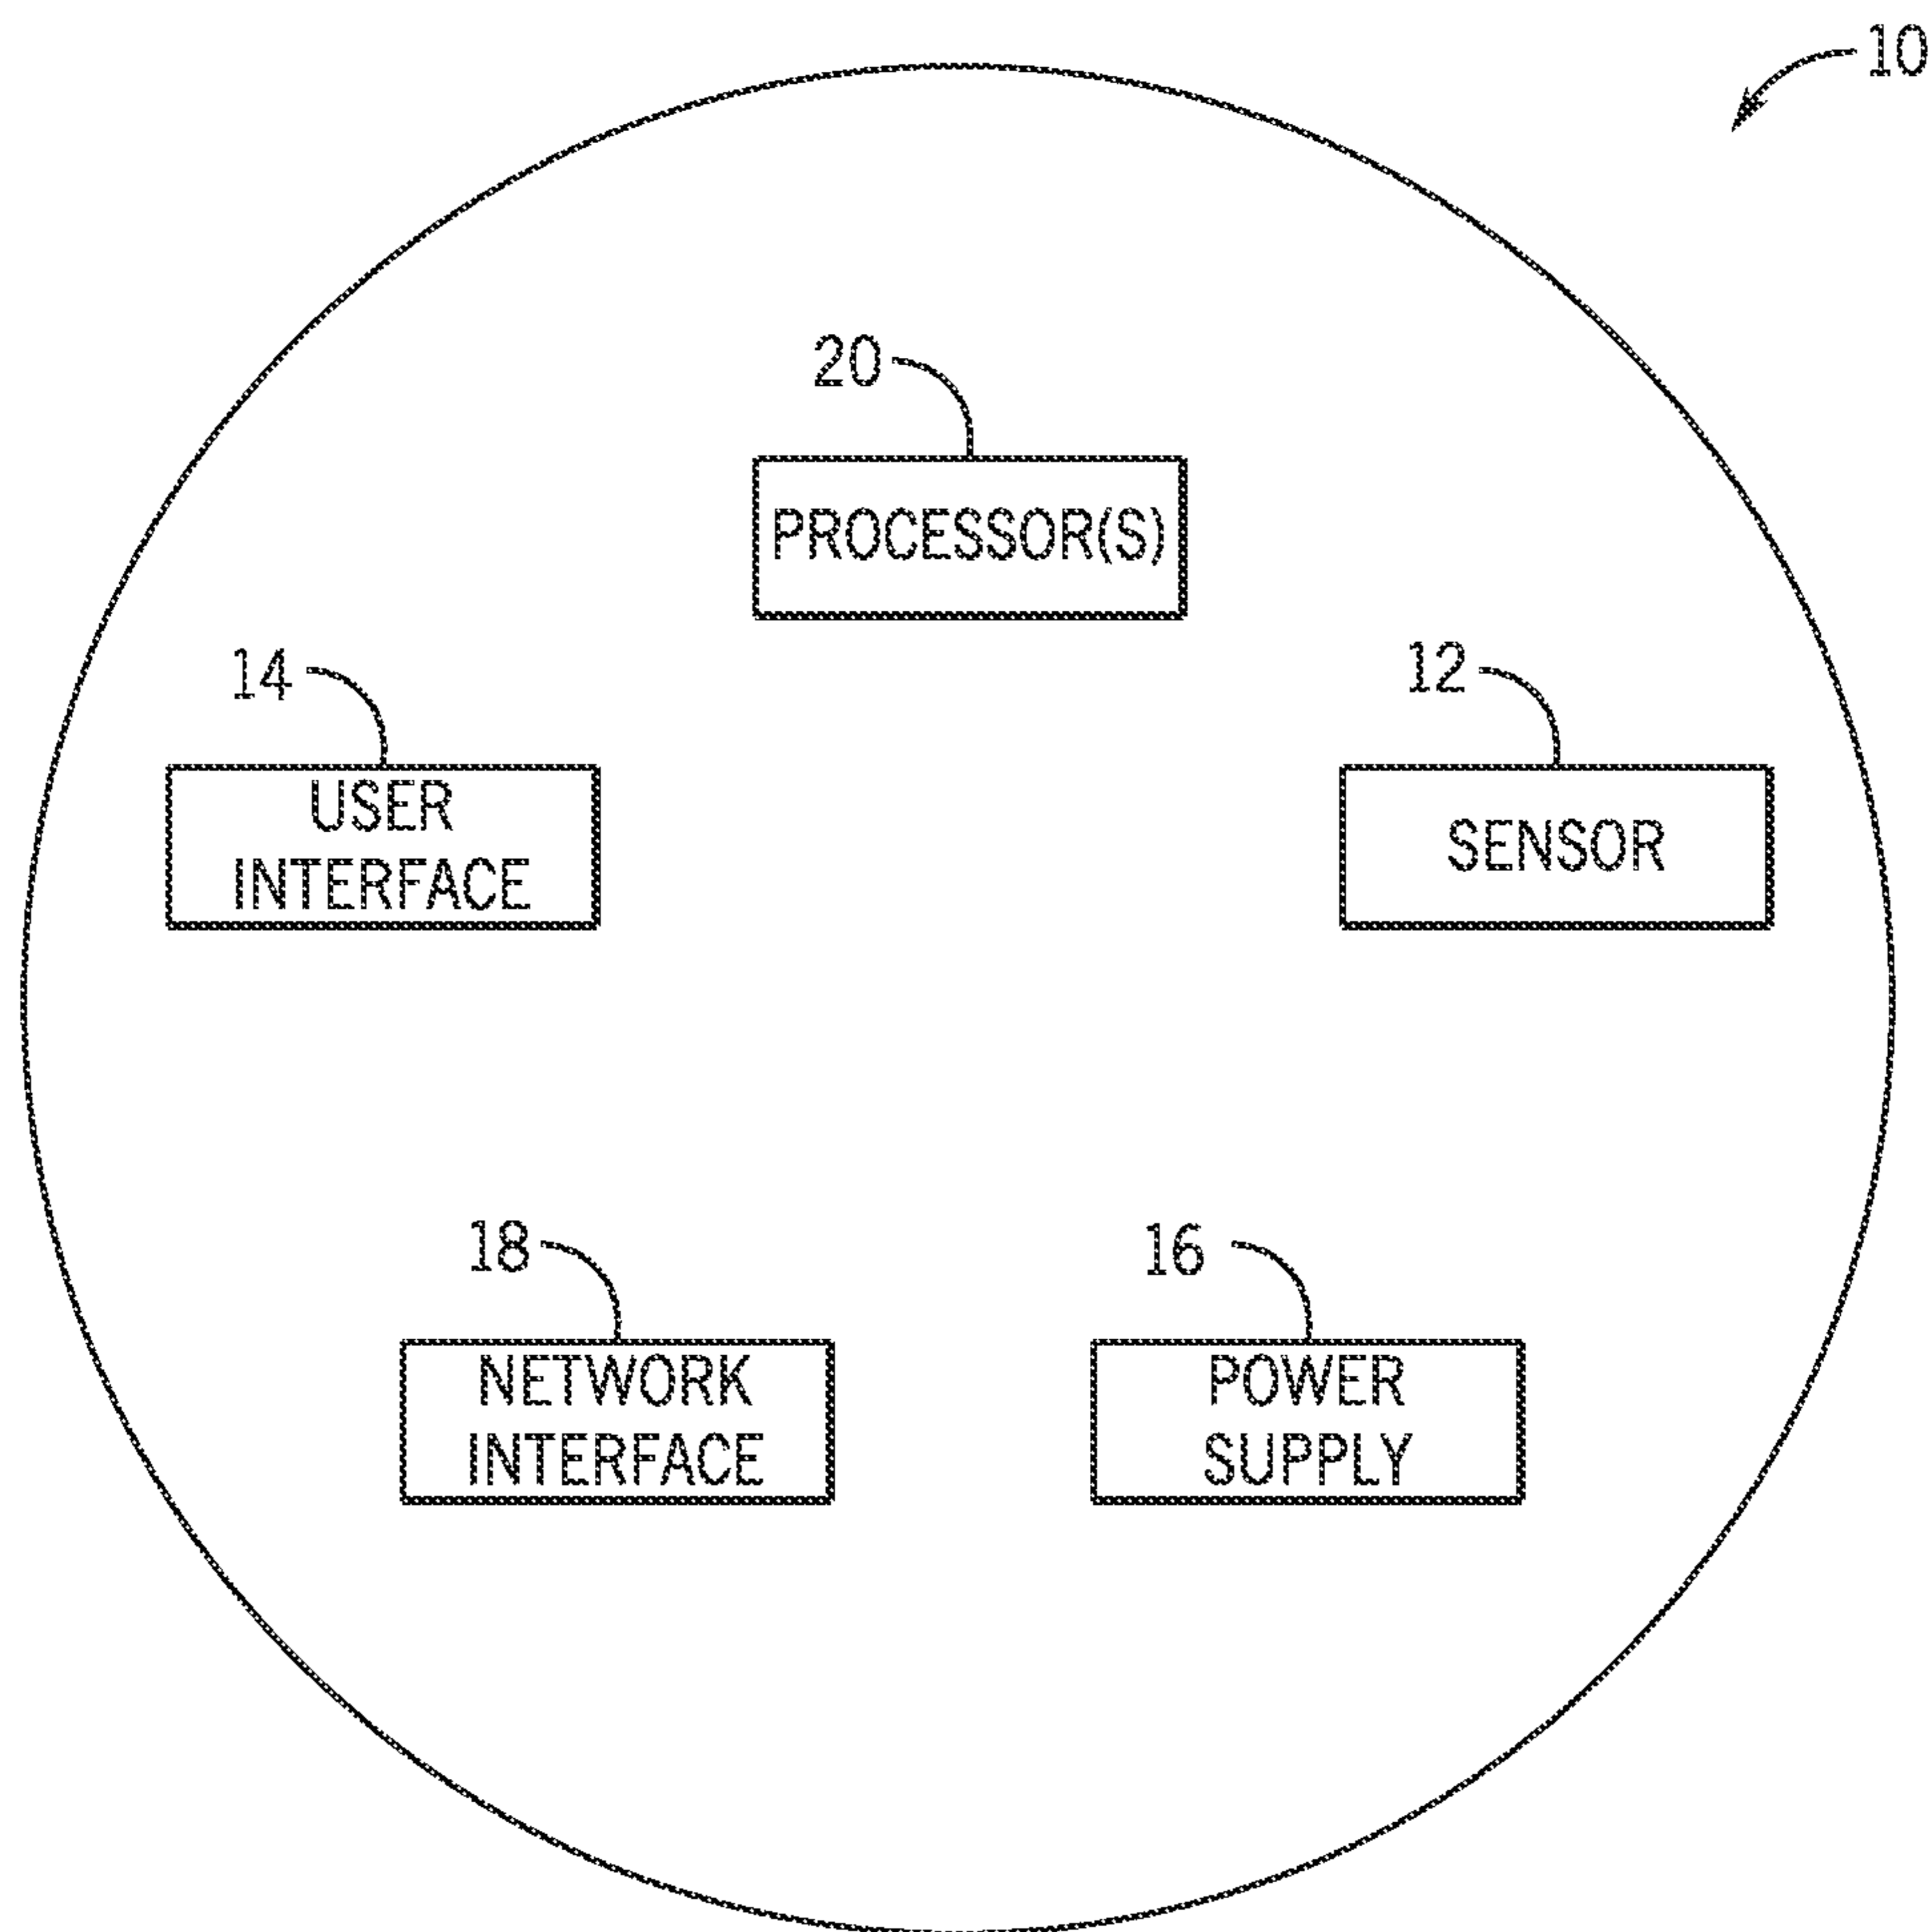 10
20
PROCESSOR(S)
14
USER
INTERFACE
12
SENSOR
18
NETWORK
INTERFACE
16
POWER
SUPPLY